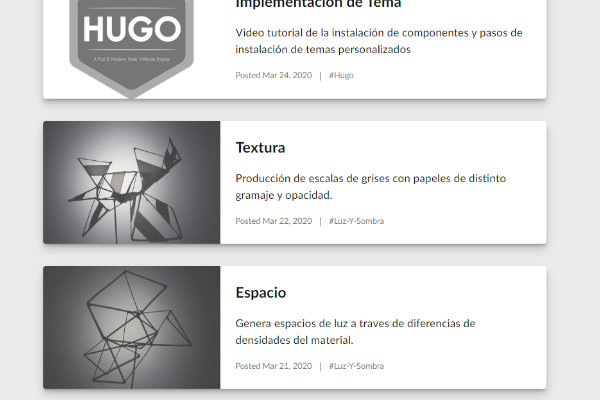 Implementación de Tema
HUGO
A Fast & Modern Static Website Engine
Video tutorial de la instalación de componentes y pasos de
instalación de temas personalizados
Posted Mar 24, 2020 | #Hugo
Textura
Producción de escalas de grises con papeles de distinto
gramaje y opacidad.
Posted Mar 22, 2020 | #Luz-Y-Sombra
Espacio
Genera espacios de luz a traves de diferencias de
densidades del material.
Posted Mar 21, 2020 | #Luz-Y-Sombra